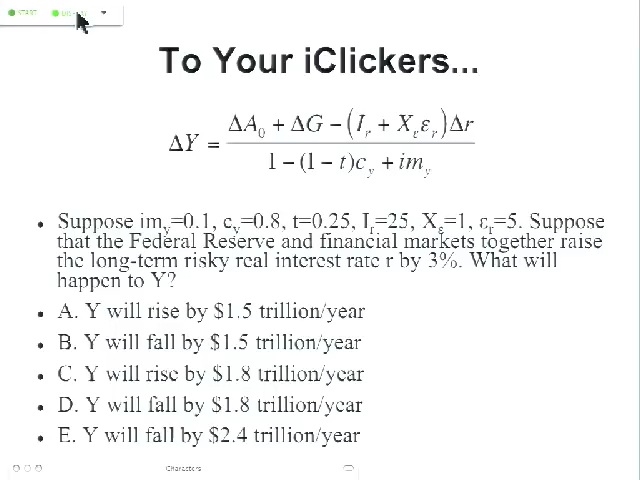 START
To Your iClickers...
ΔY = (ΔA₀ + ΔG − (I_r + X_ε ε_r)Δr) / (1 − (1 − t)c_y + im_y)
• Suppose im_y=0.1, c_y=0.8, t=0.25, I_r=25, X_ε=1, ε_r=5. Suppose
that the Federal Reserve and financial markets together raise
the long-term risky real interest rate r by 3%. What will
happen to Y?
• A. Y will rise by $1.5 trillion/year
• B. Y will fall by $1.5 trillion/year
• C. Y will rise by $1.8 trillion/year
• D. Y will fall by $1.8 trillion/year
• E. Y will fall by $2.4 trillion/year
Characters